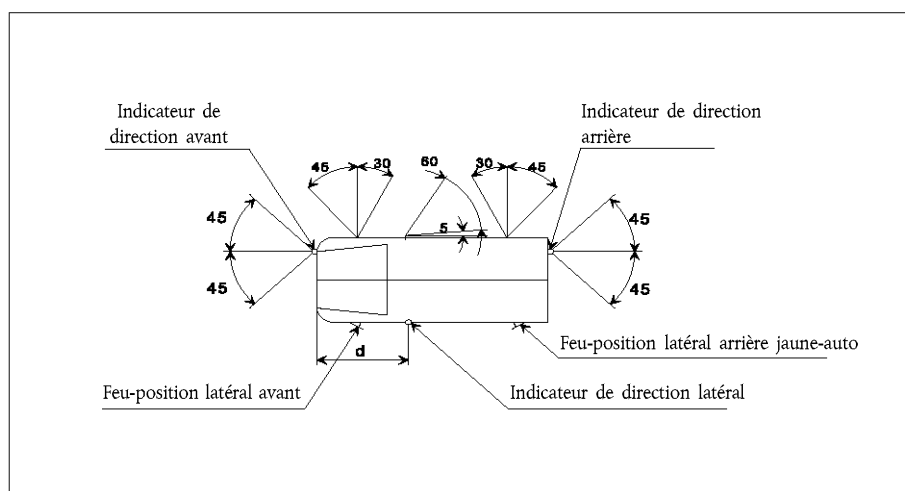 Indicateur de
direction avant
Indicateur de direction
arrière
45
30
60
30
45
45
5
45
45
45
d
Feu-position latéral arrière jaune-auto
Feu-position latéral avant
Indicateur de direction latéral